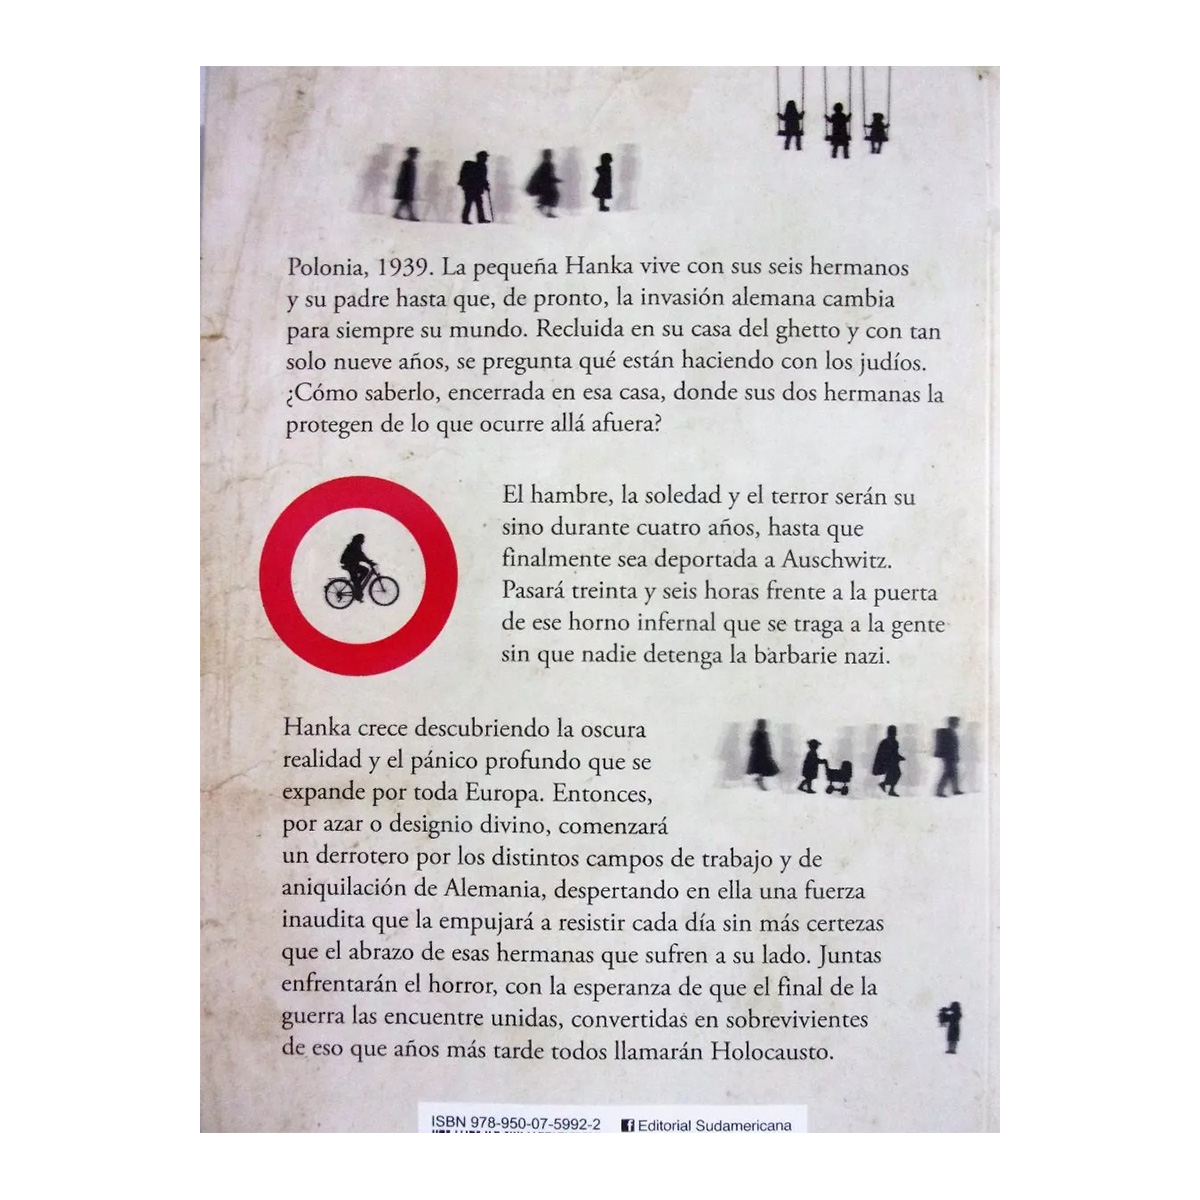 Polonia, 1939. La pequeña Hanka vive con sus seis hermanos
y su padre hasta que, de pronto, la invasión alemana cambia
para siempre su mundo. Recluida en su casa del ghetto y con tan
solo nueve años, se pregunta qué están haciendo con los judíos.
¿Cómo saberlo, encerrada en esa casa, donde sus dos hermanas la
protegen de lo que ocurre allá afuera?
El hambre, la soledad y el terror serán su
sino durante cuatro años, hasta que
finalmente sea deportada a Auschwitz.
Pasará treinta y seis horas frente a la puerta
de ese horno infernal que se traga a la gente
sin que nadie detenga la barbarie nazi.
Hanka crece descubriendo la oscura
realidad y el pánico profundo que se
expande por toda Europa. Entonces,
por azar o designio divino, comenzará
un derrotero por los distintos campos de trabajo y de
aniquilación de Alemania, despertando en ella una fuerza
inaudita que la empujará a resistir cada día sin más certezas
que el abrazo de esas hermanas que sufren a su lado. Juntas
enfrentarán el horror, con la esperanza de que el final de la
guerra las encuentre unidas, convertidas en sobrevivientes
de eso que años más tarde todos llamarán Holocausto.
ISBN 978-950-07-5992-2 Editorial Sudamericana